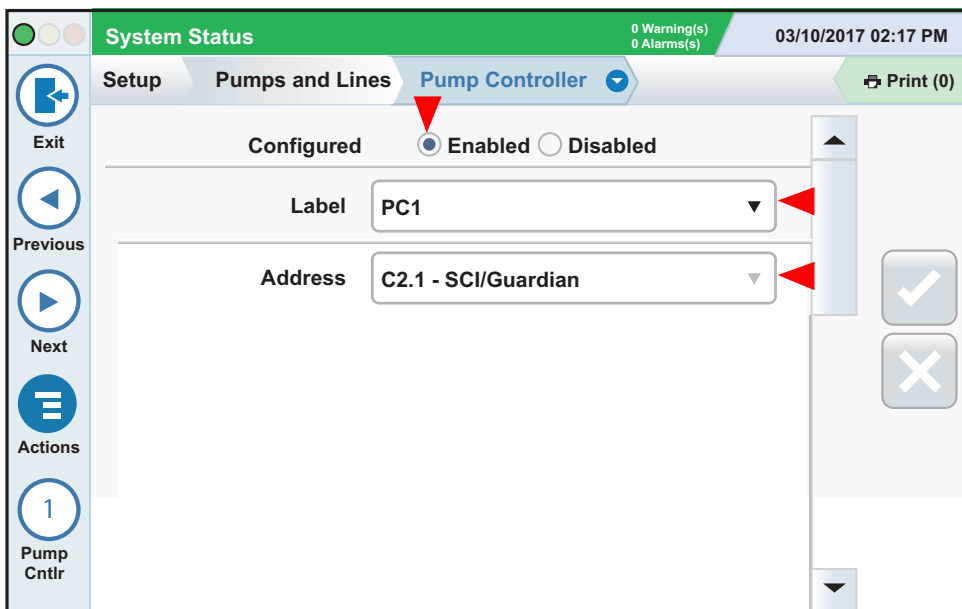 System Status
0 Warning(s)
0 Alarms(s)
03/10/2017 02:17 PM
Setup
Pumps and Lines
Pump Controller
Print (0)
Exit
Previous
Next
Actions
1
Pump
Cntlr
Configured
Enabled
Disabled
Label
PC1
Address
C2.1 - SCI/Guardian